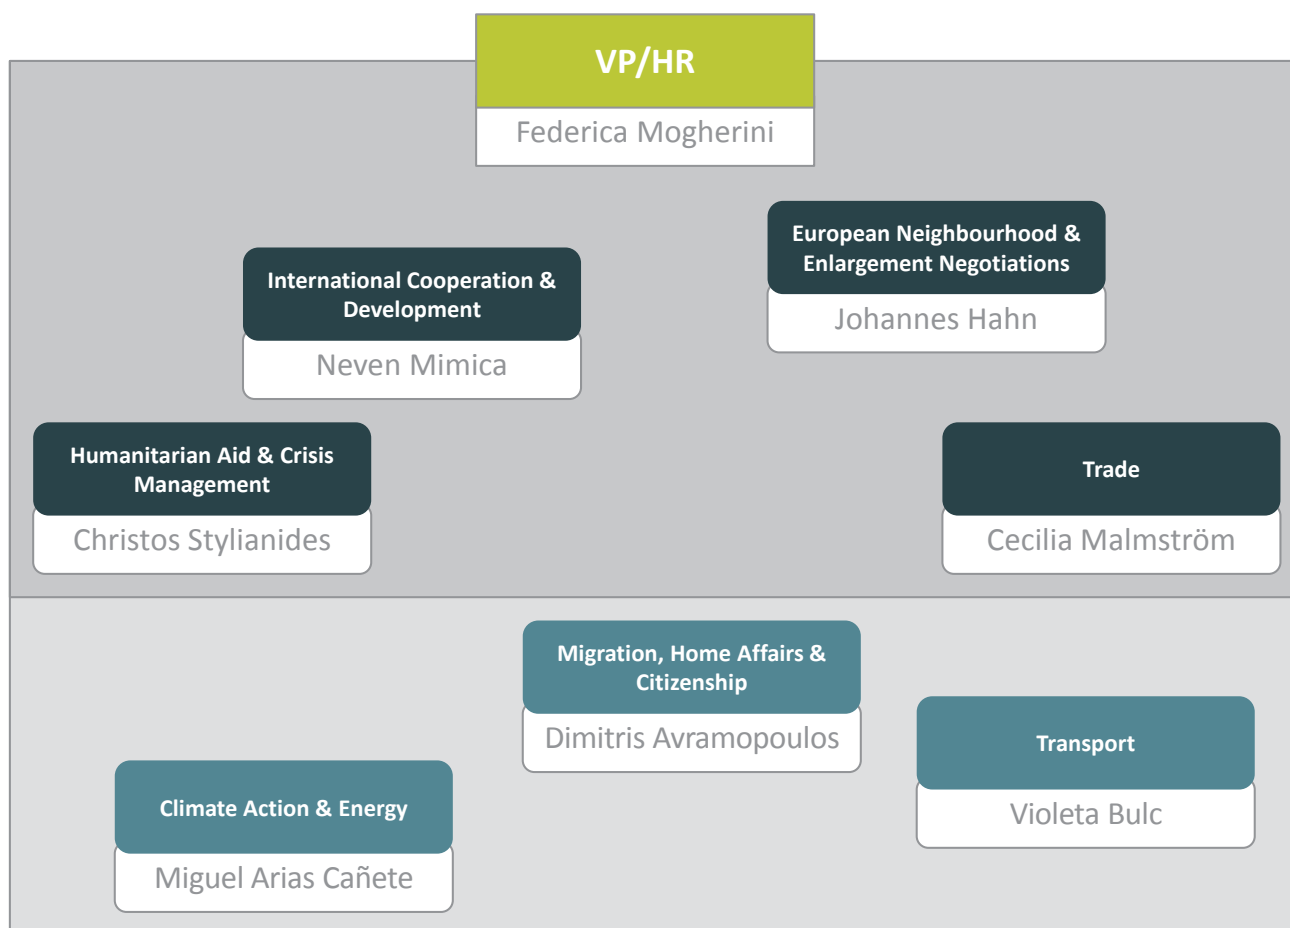 VP/HR
Federica Mogherini
European Neighbourhood &
Enlargement Negotiations
Johannes Hahn
International Cooperation &
Development
Neven Mimica
Humanitarian Aid & Crisis
Management
Christos Stylianides
Trade
Cecilia Malmström
Migration, Home Affairs &
Citizenship
Dimitris Avramopoulos
Transport
Violeta Bulc
Climate Action & Energy
Miguel Arias Cañete